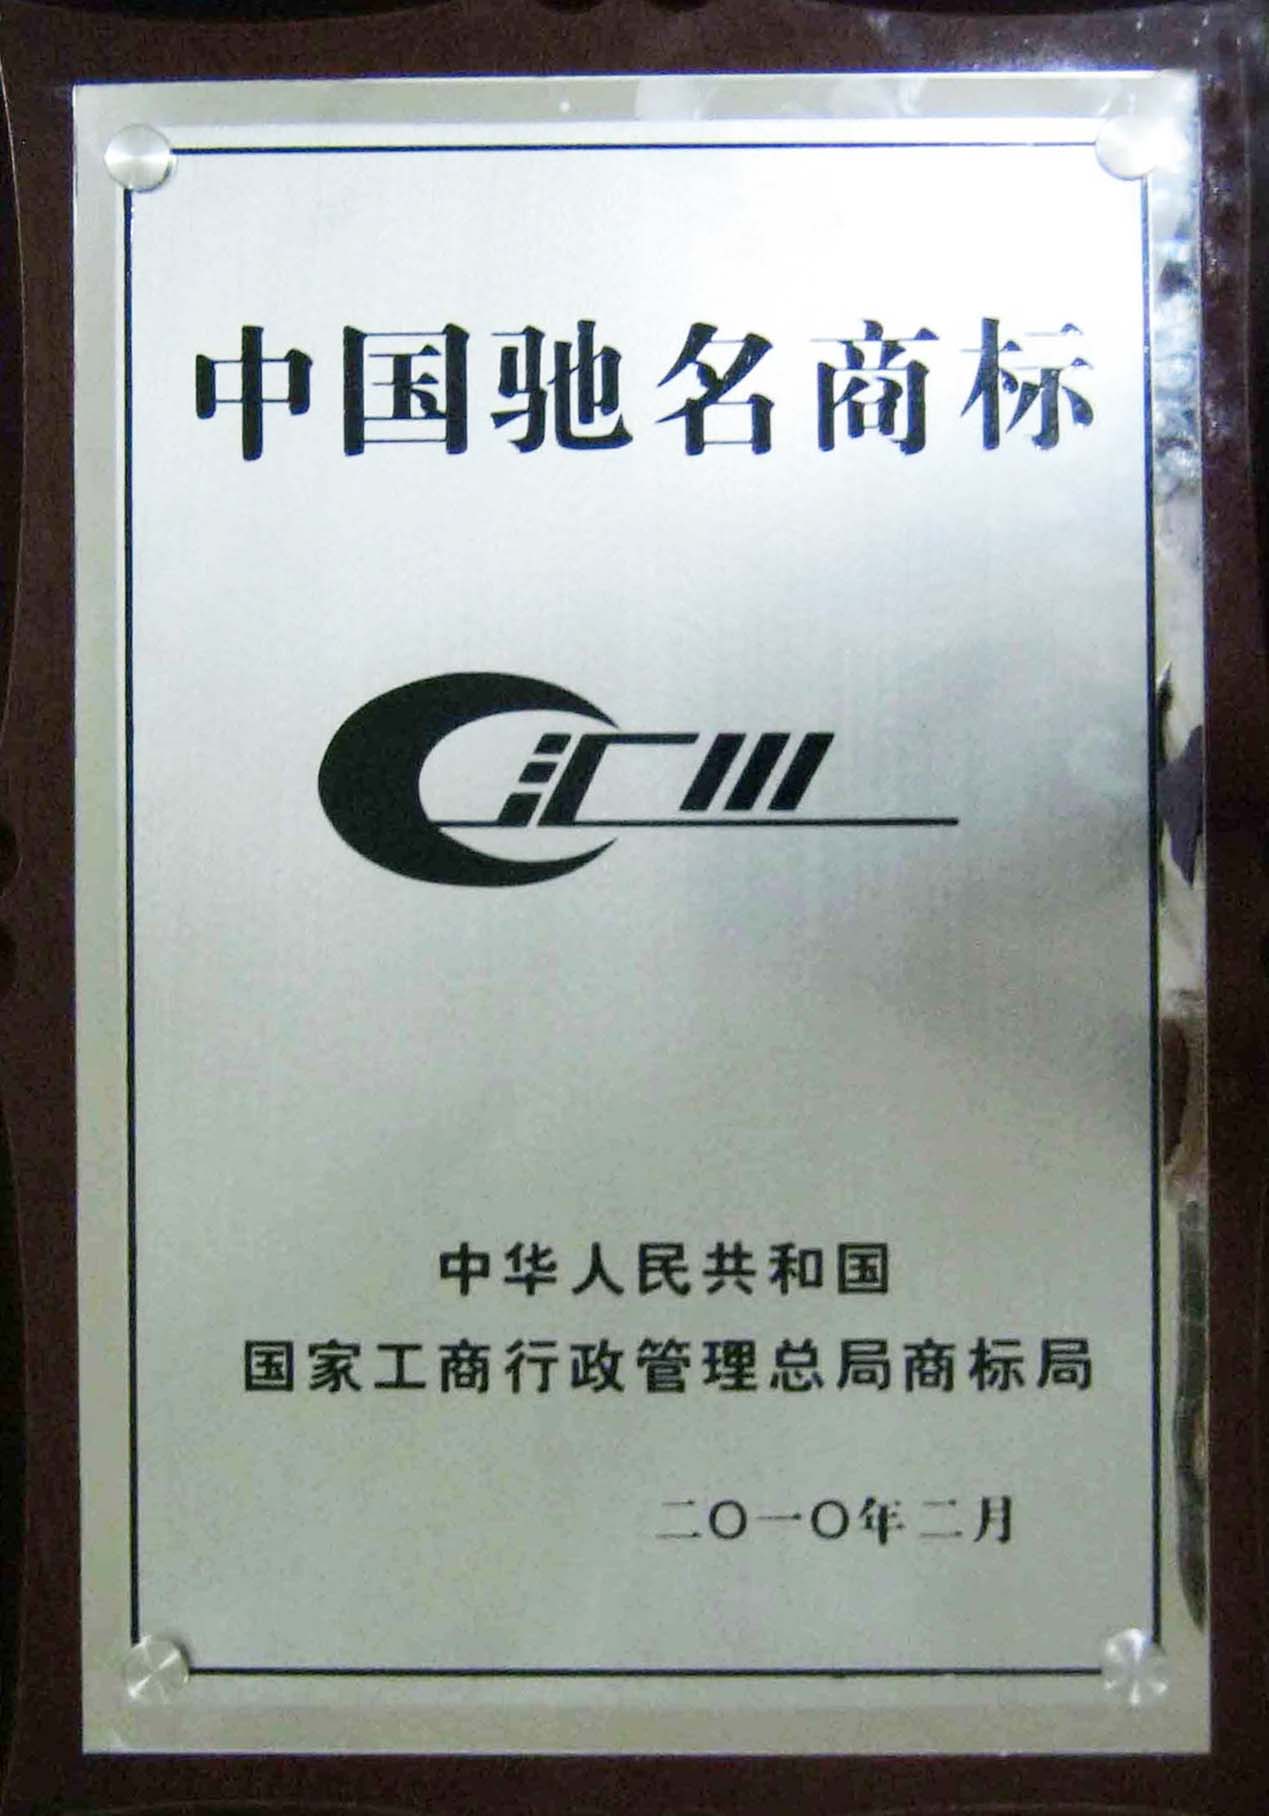 中国驰名商标
汇川
中华人民共和国
国家工商行政管理总局商标局
二〇一〇年二月